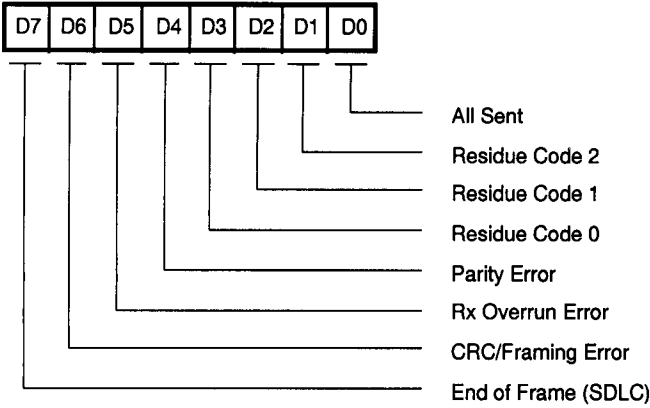 D7 D6 D5 D4 D3 D2 D1 D0
All Sent
Residue Code 2
Residue Code 1
Residue Code 0
Parity Error
Rx Overrun Error
CRC/Framing Error
End of Frame (SDLC)